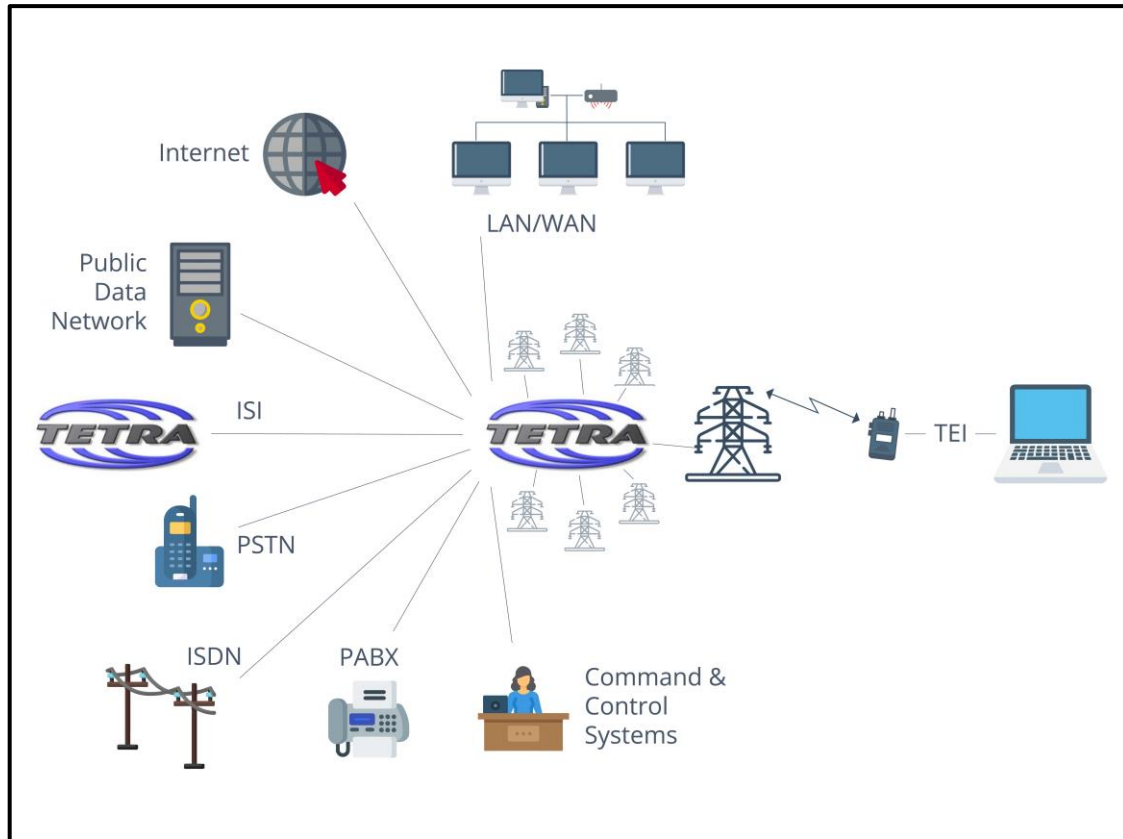 Internet
LAN/WAN
Public
Data
Network
TETRA
ISI
TETRA
TEI
PSTN
ISDN
PABX
Command &
Control
Systems